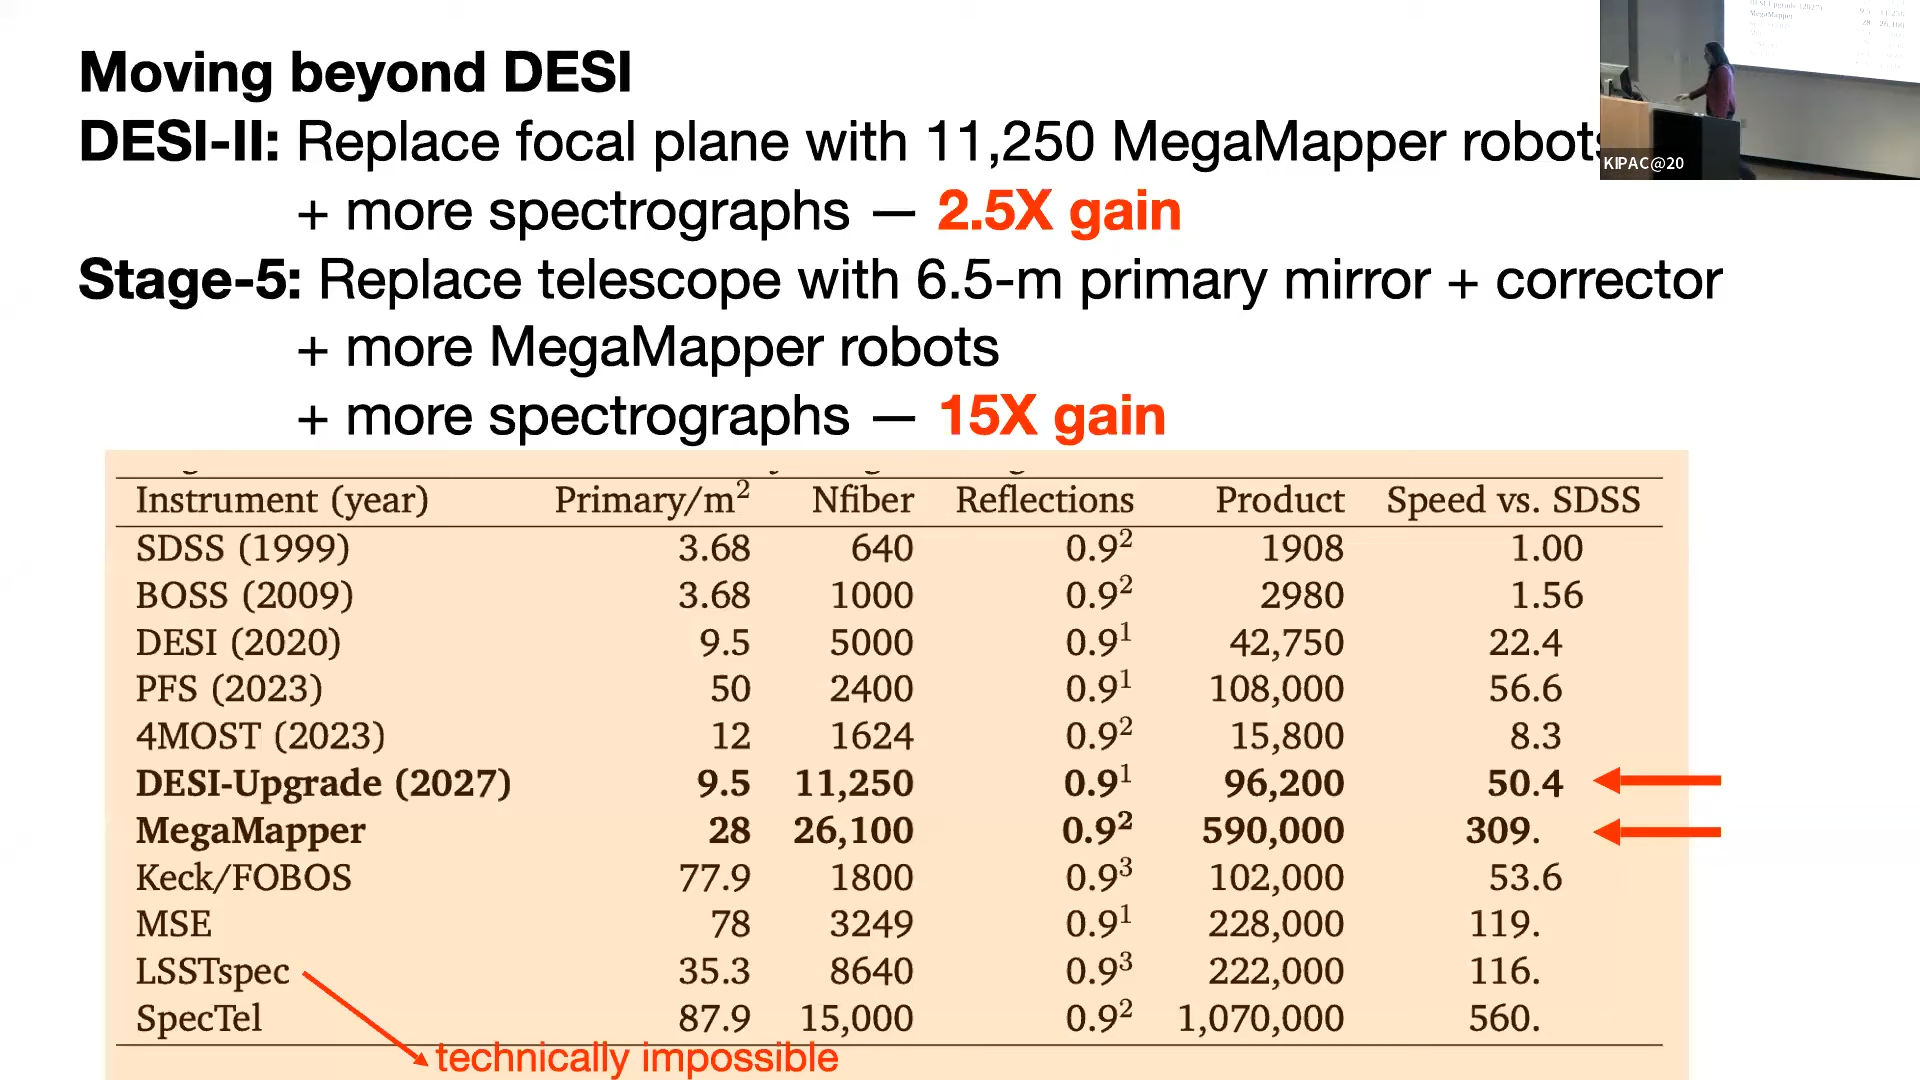 Moving beyond DESI
DESI-II: Replace focal plane with 11,250 MegaMapper robots
+ more spectrographs — 2.5X gain
Stage-5: Replace telescope with 6.5-m primary mirror + corrector
+ more MegaMapper robots
+ more spectrographs — 15X gain
KIPAC@20
Instrument (year) Primary/m² Nfiber Reflections Product Speed vs. SDSS
SDSS (1999) 3.68 640 0.9² 1908 1.00
BOSS (2009) 3.68 1000 0.9² 2980 1.56
DESI (2020) 9.5 5000 0.9¹ 42,750 22.4
PFS (2023) 50 2400 0.9¹ 108,000 56.6
4MOST (2023) 12 1624 0.9² 15,800 8.3
DESI-Upgrade (2027) 9.5 11,250 0.9¹ 96,200 50.4
MegaMapper 28 26,100 0.9² 590,000 309.
Keck/FOBOS 77.9 1800 0.9³ 102,000 53.6
MSE 78 3249 0.9¹ 228,000 119.
LSSTspec 35.3 8640 0.9³ 222,000 116.
SpecTel 87.9 15,000 0.9² 1,070,000 560.
technically impossible